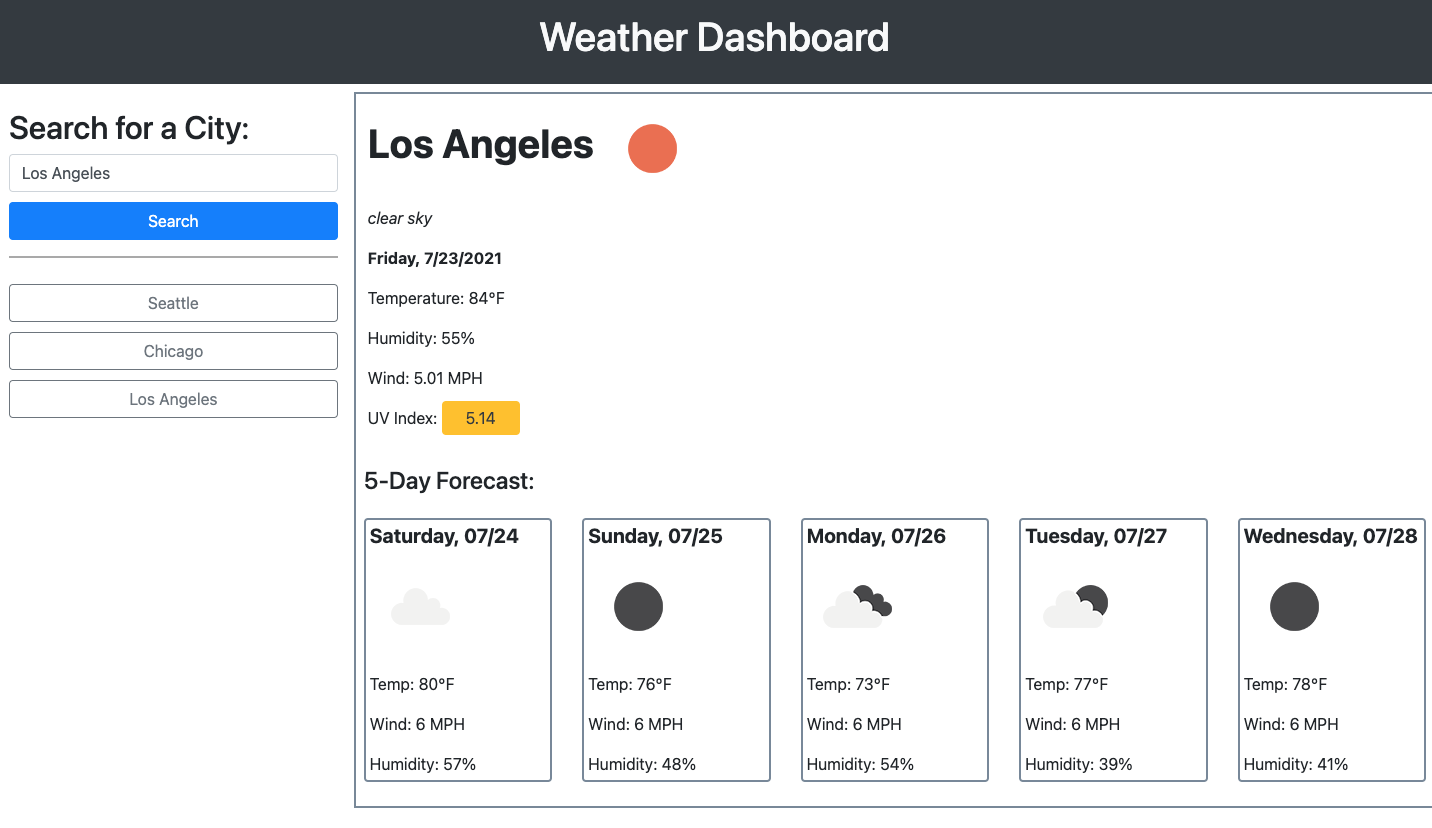 Weather Dashboard
Search for a City:
Los Angeles
Search
Seattle
Chicago
Los Angeles
Los Angeles
clear sky
Friday, 7/23/2021
Temperature: 84°F
Humidity: 55%
Wind: 5.01 MPH
UV Index: 5.14
5-Day Forecast:
Saturday, 07/24
Temp: 80°F
Wind: 6 MPH
Humidity: 57%
Sunday, 07/25
Temp: 76°F
Wind: 6 MPH
Humidity: 48%
Monday, 07/26
Temp: 73°F
Wind: 6 MPH
Humidity: 54%
Tuesday, 07/27
Temp: 77°F
Wind: 6 MPH
Humidity: 39%
Wednesday, 07/28
Temp: 78°F
Wind: 6 MPH
Humidity: 41%